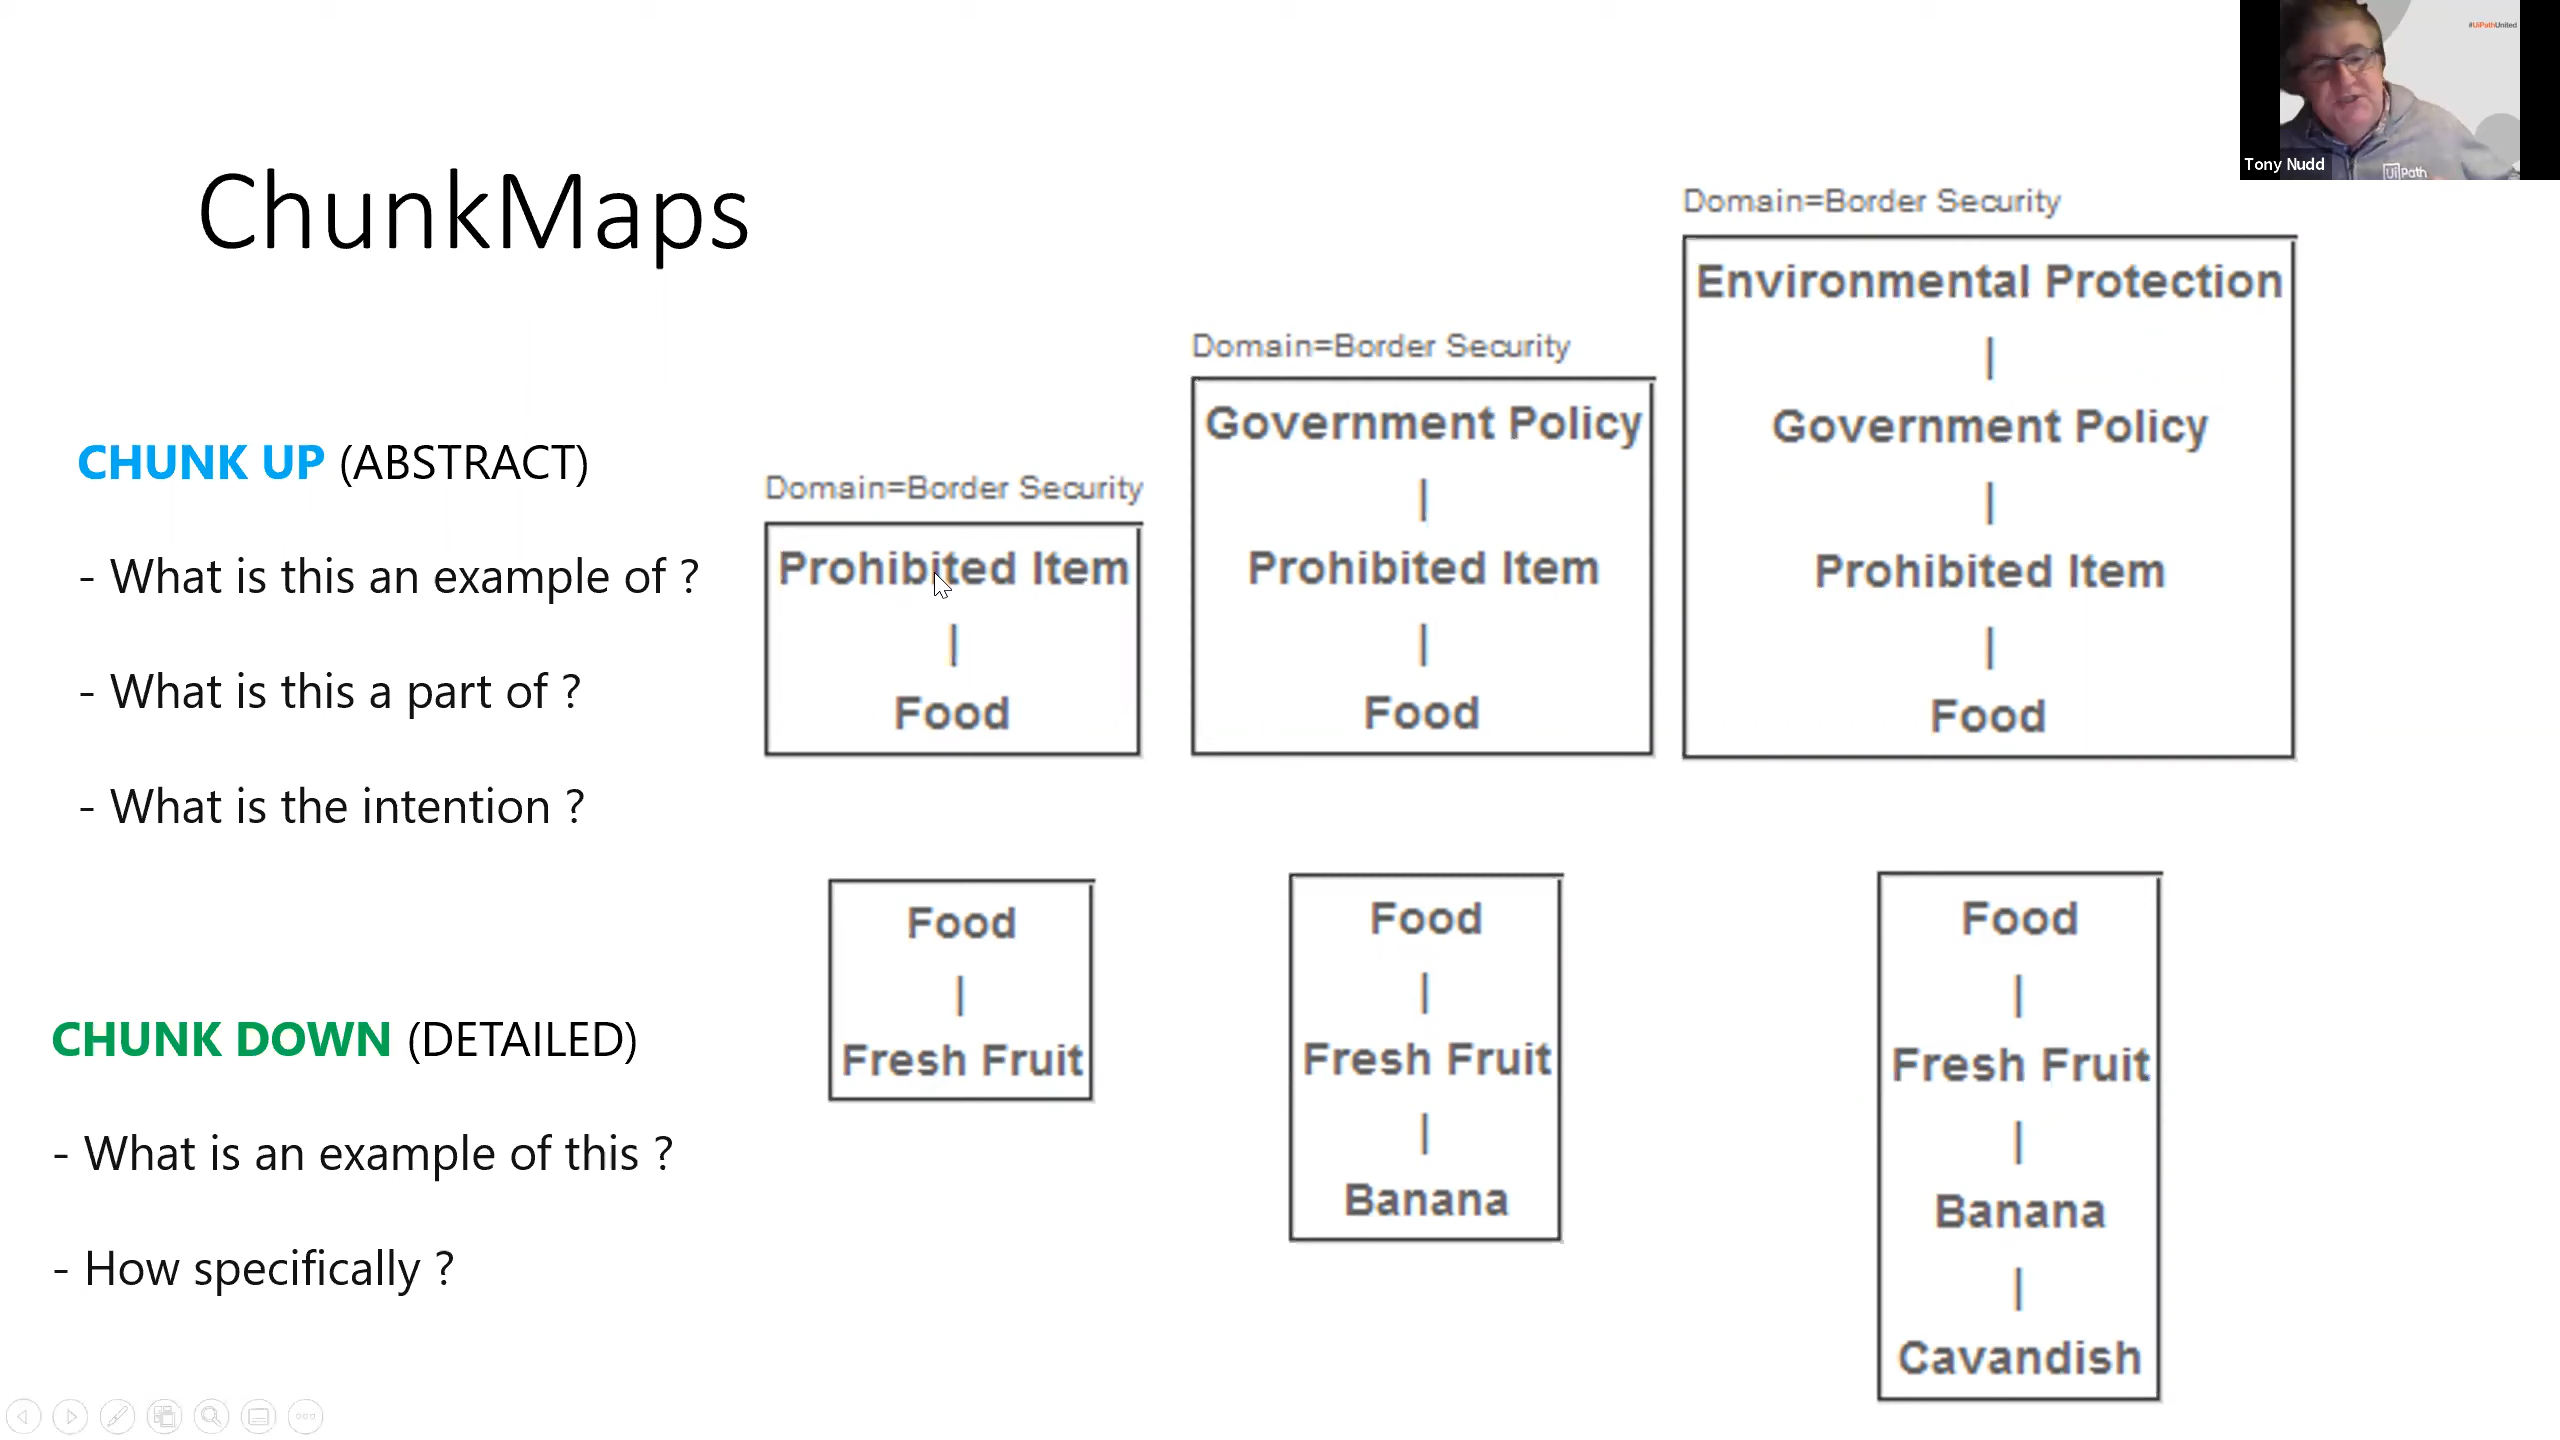 #UiPathUnited
Tony Nudd
UiPath
ChunkMaps
CHUNK UP (ABSTRACT)
- What is this an example of ?
- What is this a part of ?
- What is the intention ?
Domain=Border Security
Prohibited Item
|
Food
Domain=Border Security
Government Policy
|
Prohibited Item
|
Food
Domain=Border Security
Environmental Protection
|
Government Policy
|
Prohibited Item
|
Food
CHUNK DOWN (DETAILED)
- What is an example of this ?
- How specifically ?
Food
|
Fresh Fruit
Food
|
Fresh Fruit
|
Banana
Food
|
Fresh Fruit
|
Banana
|
Cavandish